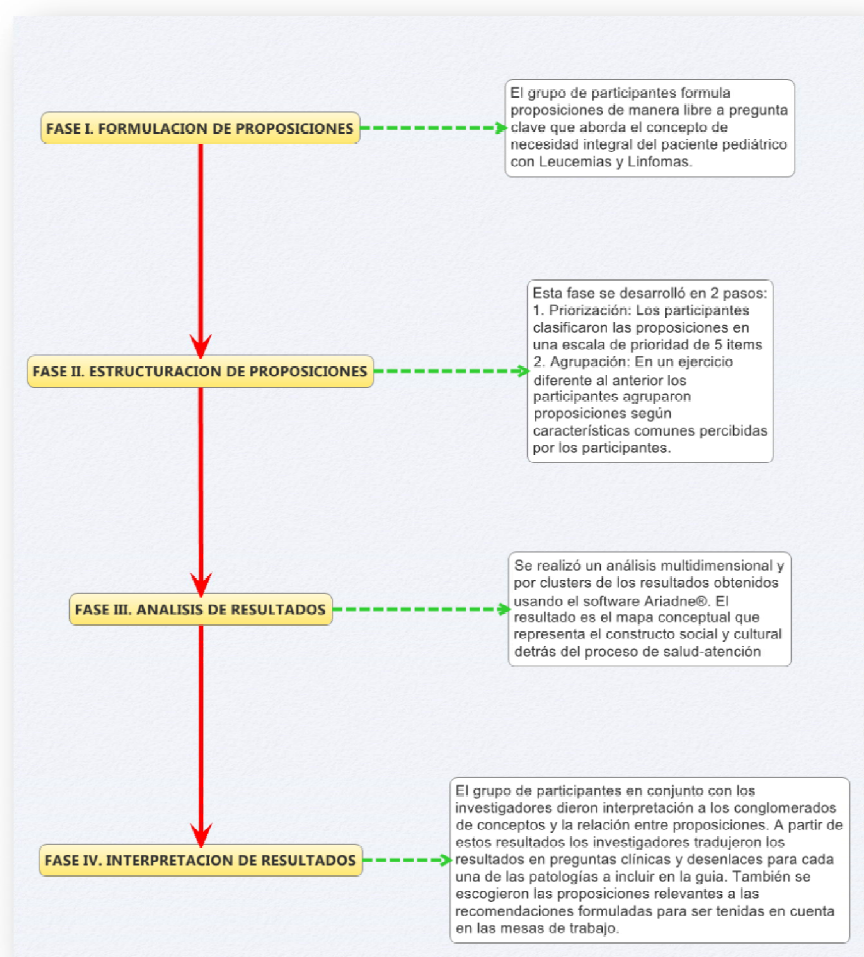 FASE I. FORMULACION DE PROPOSICIONES
El grupo de participantes formula
proposiciones de manera libre a pregunta
clave que aborda el concepto de
necesidad integral del paciente pediátrico
con Leucemias y Linfomas.
FASE II. ESTRUCTURACION DE PROPOSICIONES
Esta fase se desarrolló en 2 pasos:
1. Priorización: Los participantes
clasificaron las proposiciones en
una escala de prioridad de 5 items
2. Agrupación: En un ejercicio
diferente al anterior los
participantes agruparon
proposiciones según
características comunes percibidas
por los participantes.
FASE III. ANALISIS DE RESULTADOS
Se realizó un análisis multidimensional y
por clusters de los resultados obtenidos
usando el software Ariadne®. El
resultado es el mapa conceptual que
representa el constructo social y cultural
detrás del proceso de salud-atención
FASE IV. INTERPRETACION DE RESULTADOS
El grupo de participantes en conjunto con los
investigadores dieron interpretación a los conglomerados
de conceptos y la relación entre proposiciones. A partir de
estos resultados los investigadores tradujeron los
resultados en preguntas clínicas y desenlaces para cada
una de las patologías a incluir en la guia. También se
escogieron las proposiciones relevantes a las
recomendaciones formuladas para ser tenidas en cuenta
en las mesas de trabajo.